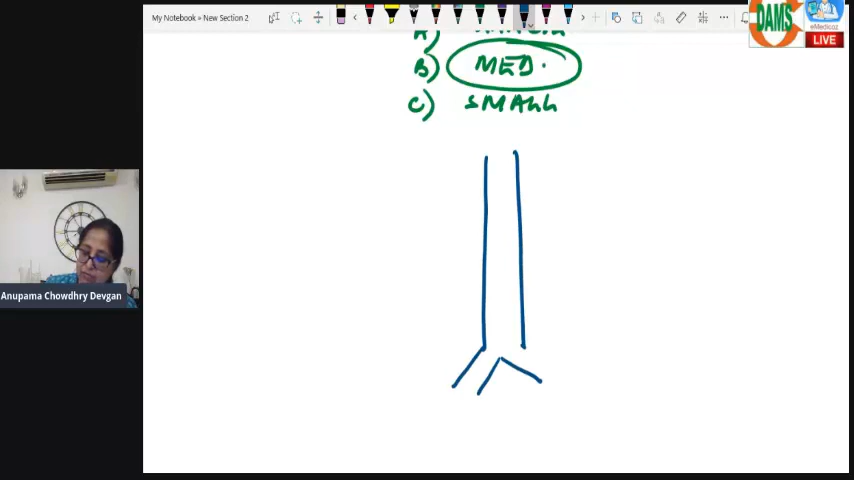 My Notebook » New Section 2
DAMS
eMedicoz
LIVE
A)
B) MED.
C) SMALL
Anupama Chowdhry Devgan